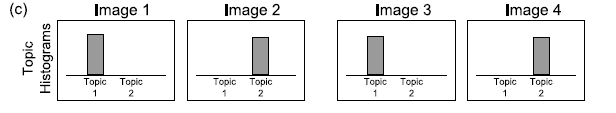 (c)
Image 1 Image 2 Image 3 Image 4
Topic
Histograms
Topic Topic Topic Topic Topic Topic Topic Topic
1 2 1 2 1 2 1 2